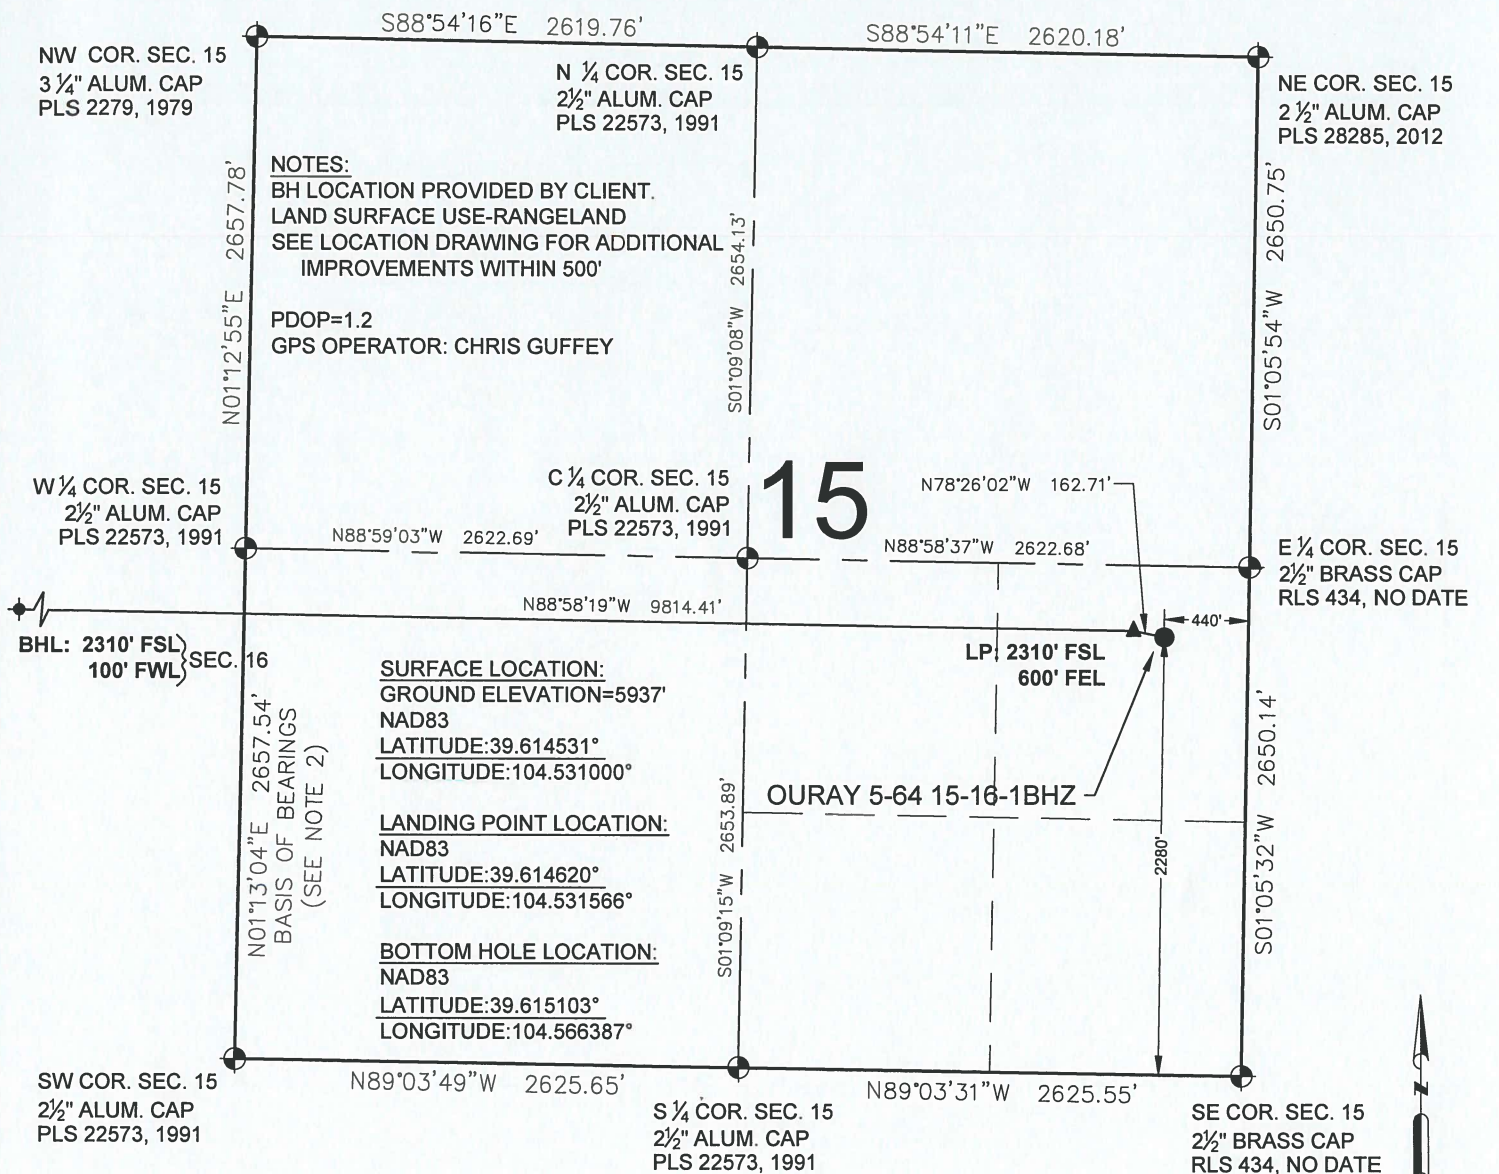 S88°54'16"E 2619.76'
S88°54'11"E 2620.18'
NW COR. SEC. 15
3 ¼" ALUM. CAP
PLS 2279, 1979
N ¼ COR. SEC. 15
2½" ALUM. CAP
PLS 22573, 1991
NE COR. SEC. 15
2 ½" ALUM. CAP
PLS 28285, 2012
NOTES:
BH LOCATION PROVIDED BY CLIENT.
LAND SURFACE USE-RANGELAND
SEE LOCATION DRAWING FOR ADDITIONAL
IMPROVEMENTS WITHIN 500'
PDOP=1.2
GPS OPERATOR: CHRIS GUFFEY
N01°12'55"E 2657.78'
S01°09'08"W 2654.13'
S01°05'54"W 2650.75'
W ¼ COR. SEC. 15
2½" ALUM. CAP
PLS 22573, 1991
C ¼ COR. SEC. 15
2½" ALUM. CAP
PLS 22573, 1991
15
N78°26'02"W 162.71'
N88°59'03"W 2622.69'
N88°58'37"W 2622.68'
E ¼ COR. SEC. 15
2½" BRASS CAP
RLS 434, NO DATE
N88°58'19"W 9814.41'
440'
BHL: 2310' FSL
100' FWL
SEC. 16
LP: 2310' FSL
600' FEL
SURFACE LOCATION:
GROUND ELEVATION=5937'
NAD83
LATITUDE:39.614531°
LONGITUDE:104.531000°
OURAY 5-64 15-16-1BHZ
LANDING POINT LOCATION:
NAD83
LATITUDE:39.614620°
LONGITUDE:104.531566°
BOTTOM HOLE LOCATION:
NAD83
LATITUDE:39.615103°
LONGITUDE:104.566387°
N01°13'04"E 2657.54'
BASIS OF BEARINGS
(SEE NOTE 2)
S01°09'15"W 2653.89'
2280'
S01°05'32"W 2650.14'
SW COR. SEC. 15
2½" ALUM. CAP
PLS 22573, 1991
N89°03'49"W 2625.65'
S ¼ COR. SEC. 15
2½" ALUM. CAP
PLS 22573, 1991
N89°03'31"W 2625.55'
SE COR. SEC. 15
2½" BRASS CAP
RLS 434, NO DATE
N